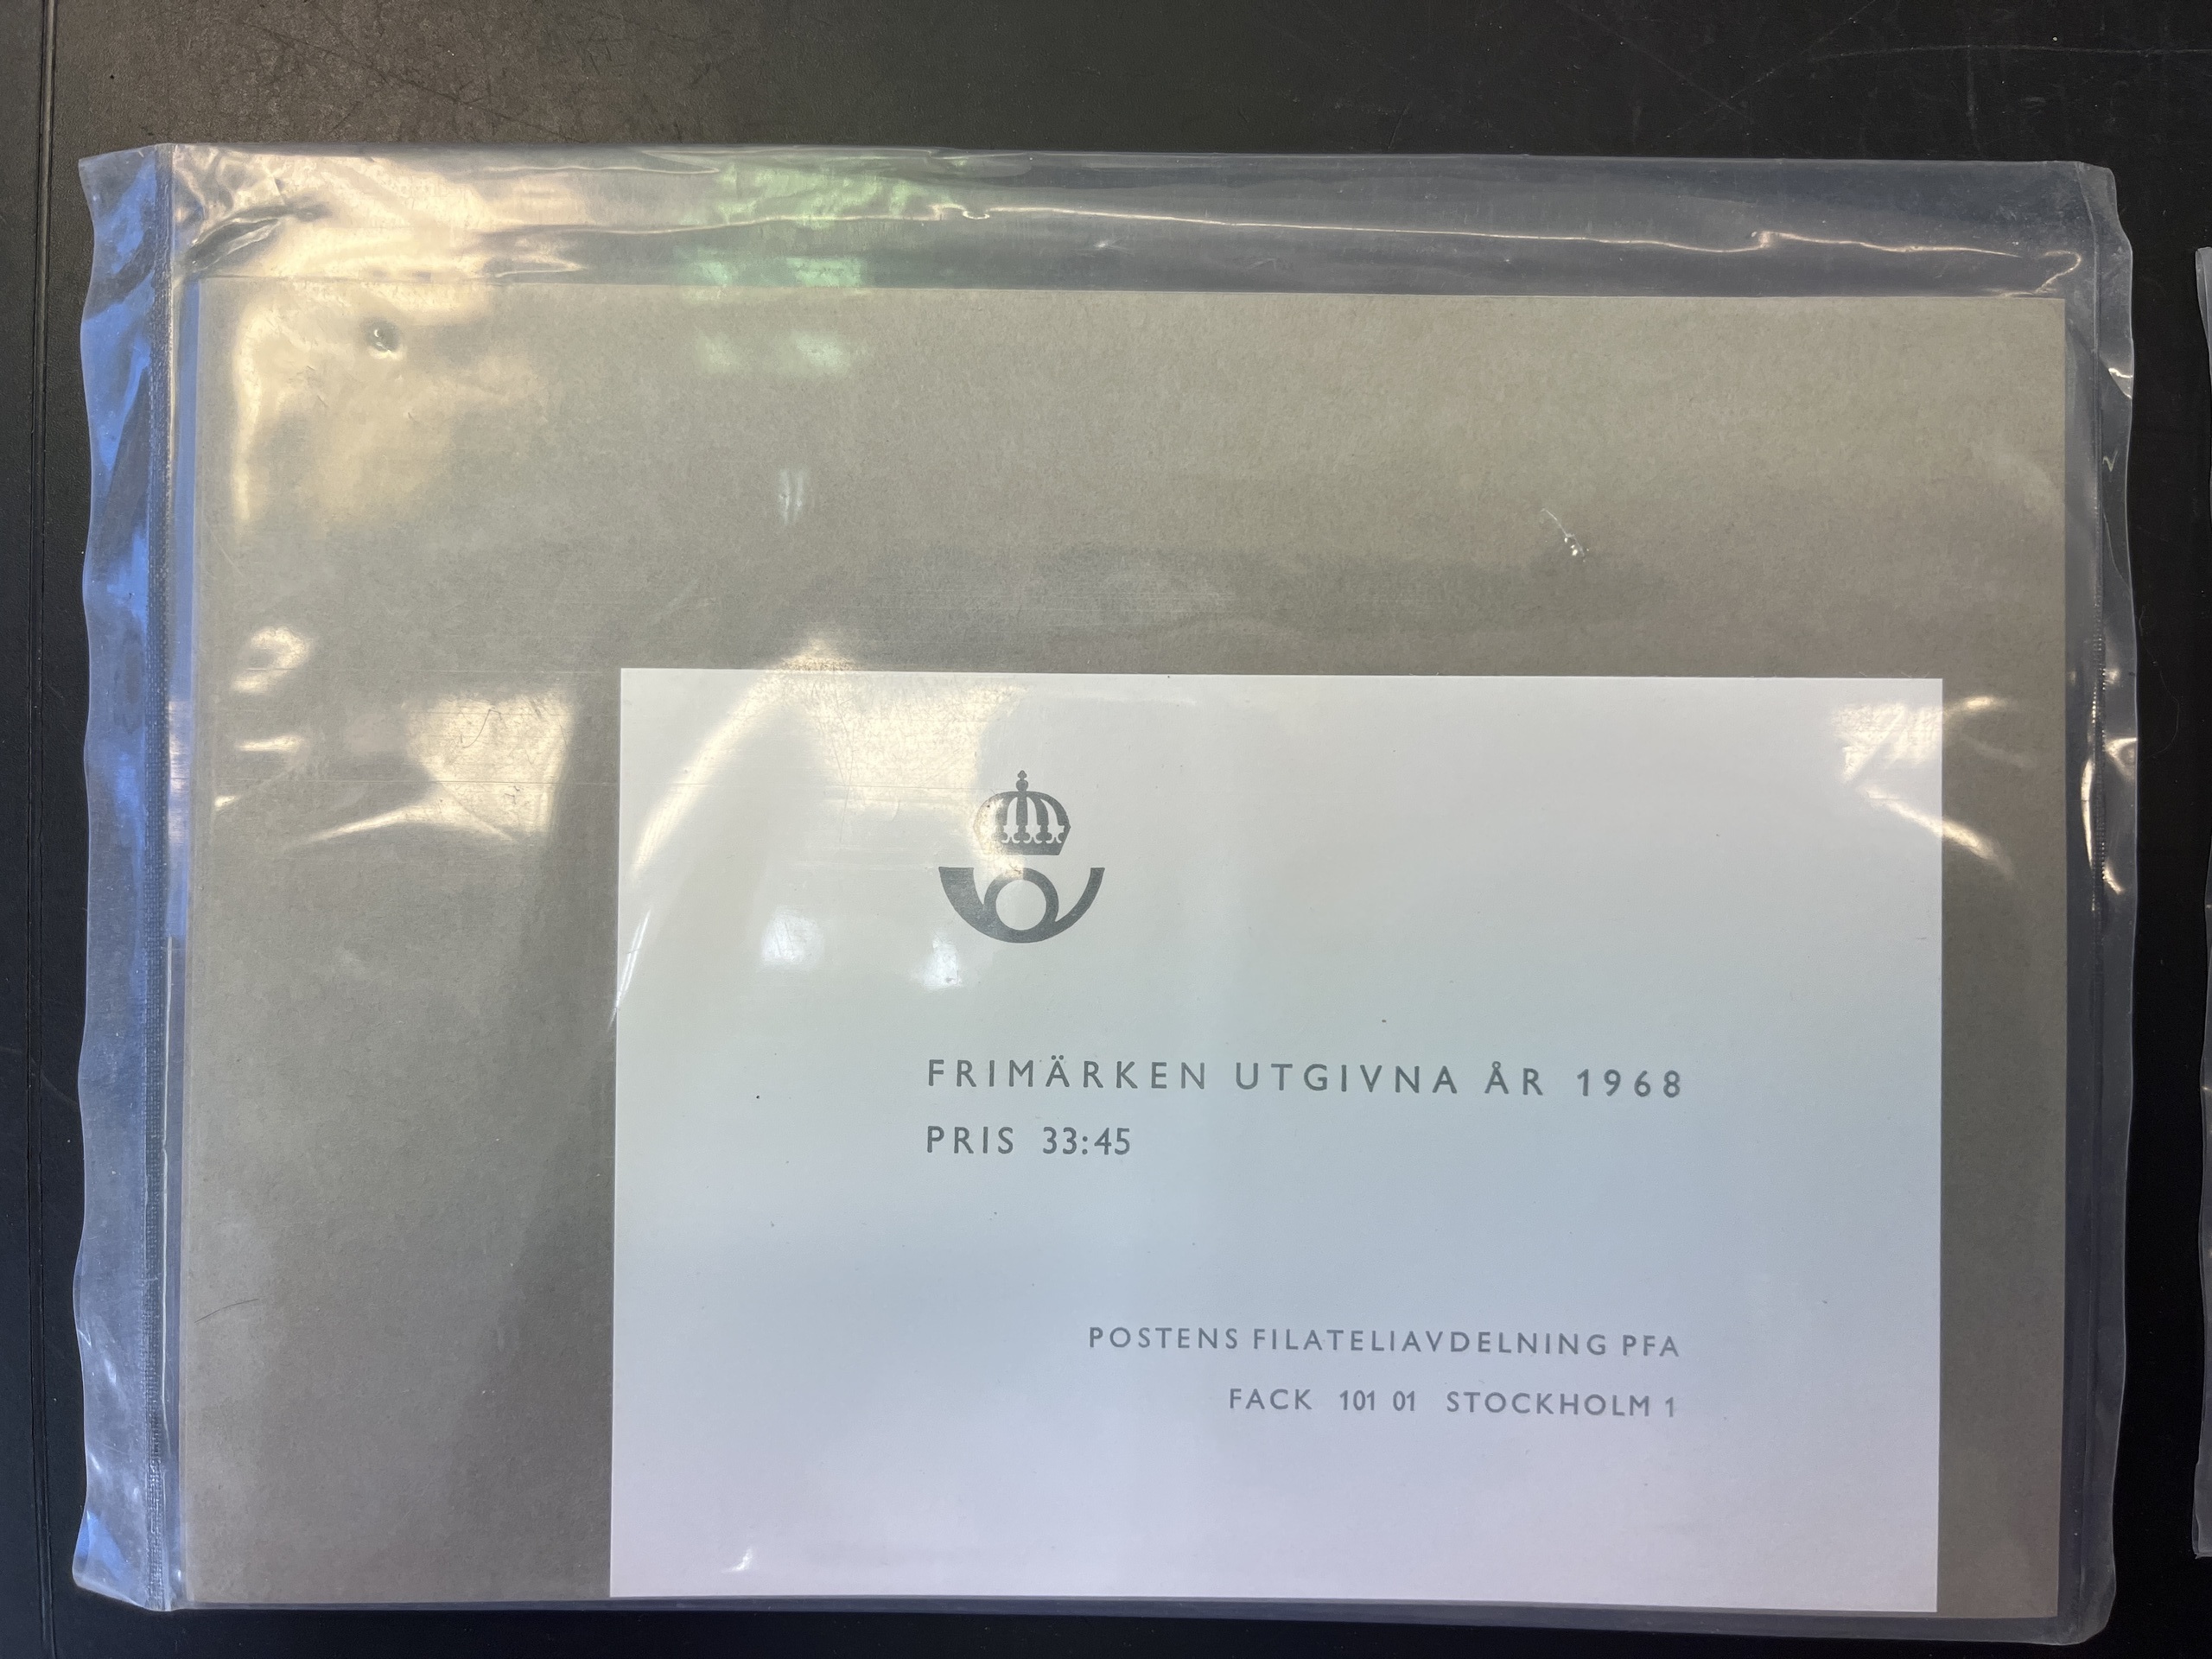 FRIMÄRKEN UTGIVNA ÅR 1968
PRIS 33:45
POSTENS FILATELIAVDELNING PFA
FACK 101 01 STOCKHOLM 1